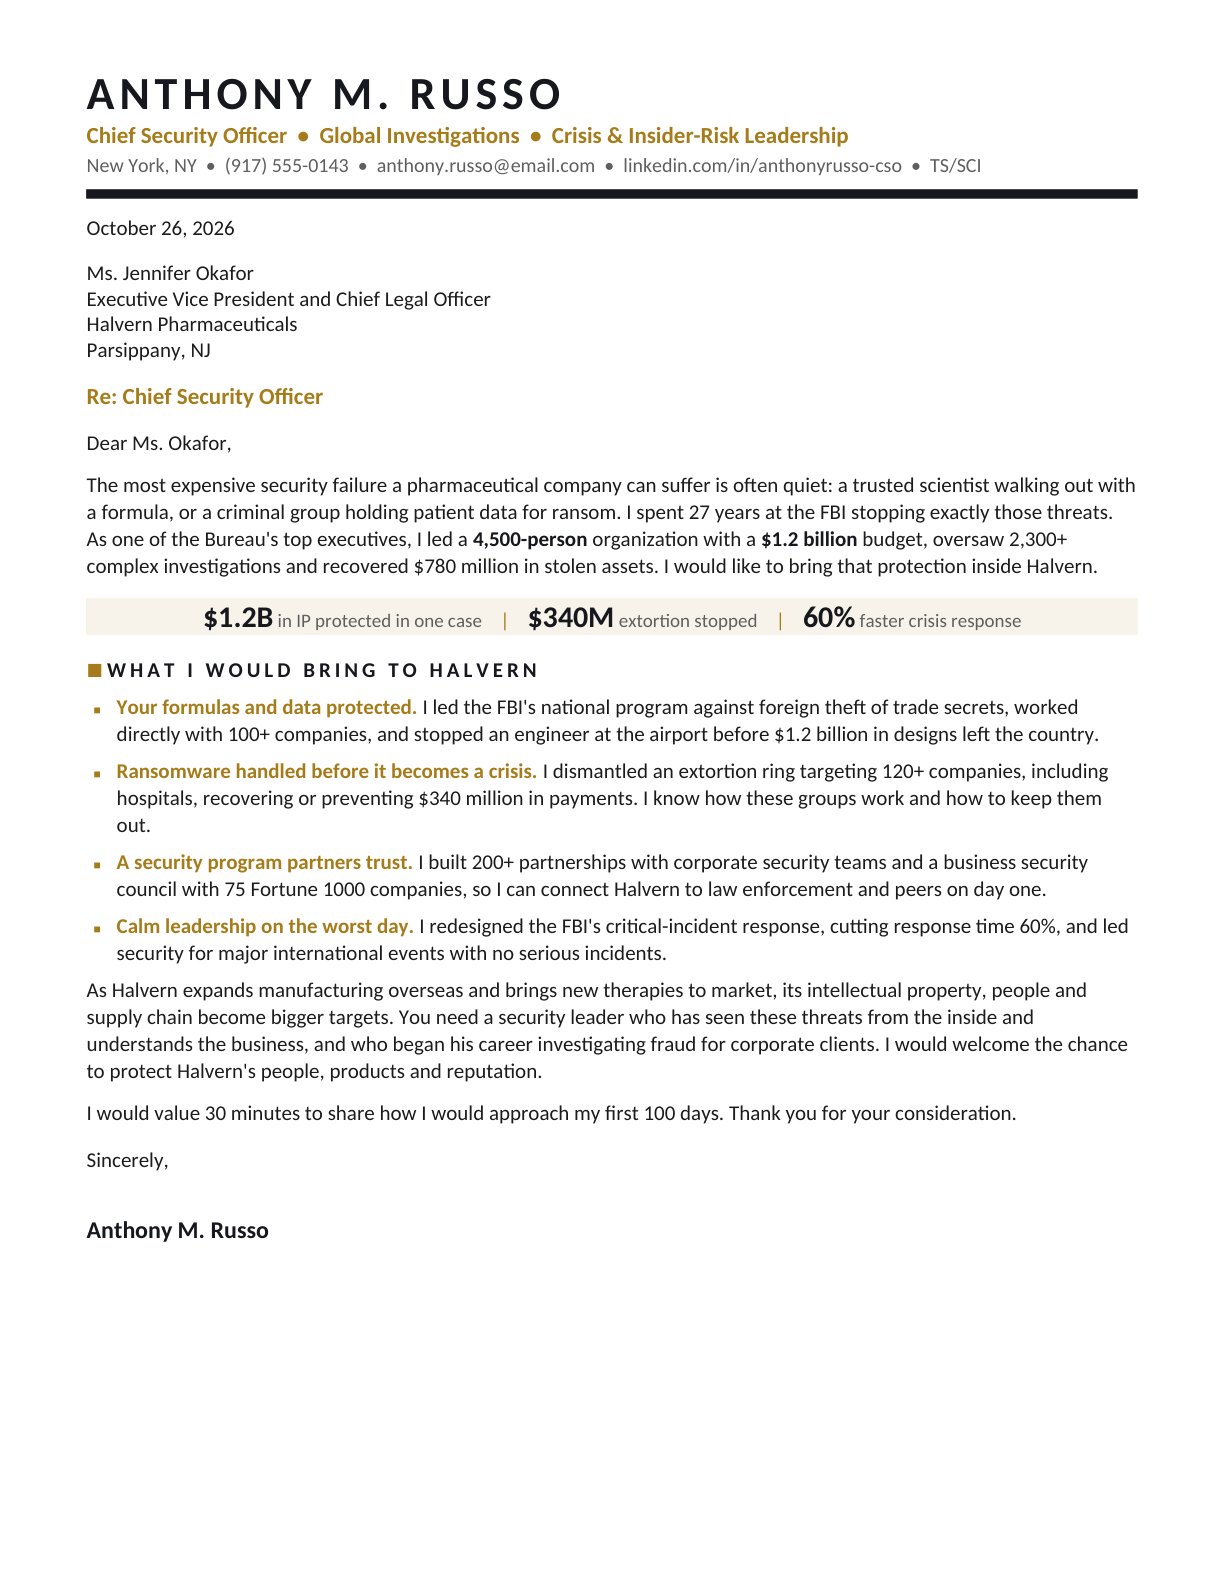 ANTHONY M. RUSSO
Chief Security Officer ● Global Investigations ● Crisis & Insider-Risk Leadership
New York, NY ● (917) 555-0143 ● anthony.russo@email.com ● linkedin.com/in/anthonyrusso-cso ● TS/SCI
October 26, 2026
Ms. Jennifer Okafor
Executive Vice President and Chief Legal Officer
Halvern Pharmaceuticals
Parsippany, NJ
Re: Chief Security Officer
Dear Ms. Okafor,
The most expensive security failure a pharmaceutical company can suffer is often quiet: a trusted scientist walking out with
a formula, or a criminal group holding patient data for ransom. I spent 27 years at the FBI stopping exactly those threats.
As one of the Bureau's top executives, I led a 4,500-person organization with a $1.2 billion budget, oversaw 2,300+
complex investigations and recovered $780 million in stolen assets. I would like to bring that protection inside Halvern.
$1.2B in IP protected in one case | $340M extortion stopped | 60% faster crisis response
■ WHAT I WOULD BRING TO HALVERN
▪ Your formulas and data protected. I led the FBI's national program against foreign theft of trade secrets, worked
directly with 100+ companies, and stopped an engineer at the airport before $1.2 billion in designs left the country.
▪ Ransomware handled before it becomes a crisis. I dismantled an extortion ring targeting 120+ companies, including
hospitals, recovering or preventing $340 million in payments. I know how these groups work and how to keep them
out.
▪ A security program partners trust. I built 200+ partnerships with corporate security teams and a business security
council with 75 Fortune 1000 companies, so I can connect Halvern to law enforcement and peers on day one.
▪ Calm leadership on the worst day. I redesigned the FBI's critical-incident response, cutting response time 60%, and led
security for major international events with no serious incidents.
As Halvern expands manufacturing overseas and brings new therapies to market, its intellectual property, people and
supply chain become bigger targets. You need a security leader who has seen these threats from the inside and
understands the business, and who began his career investigating fraud for corporate clients. I would welcome the chance
to protect Halvern's people, products and reputation.
I would value 30 minutes to share how I would approach my first 100 days. Thank you for your consideration.
Sincerely,
Anthony M. Russo